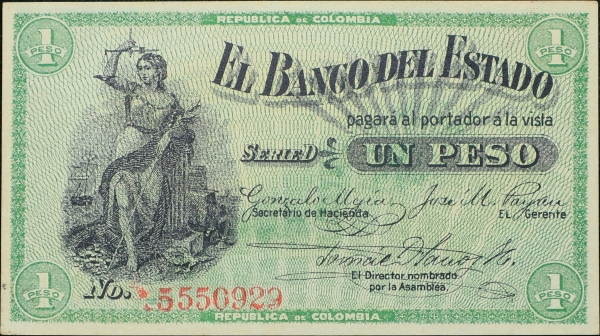 REPUBLICA DE COLOMBIA
1 PESO
1 PESO
EL BANCO DEL ESTADO
pagará al portador á la vista
SERIE D
UN PESO
Gonzalo Mejía
José M.
Secretario de Hacienda
EL Gerente
El Director nombrado
por la Asamblea.
No. 5550929
1 PESO
1 PESO
REPUBLICA DE COLOMBIA